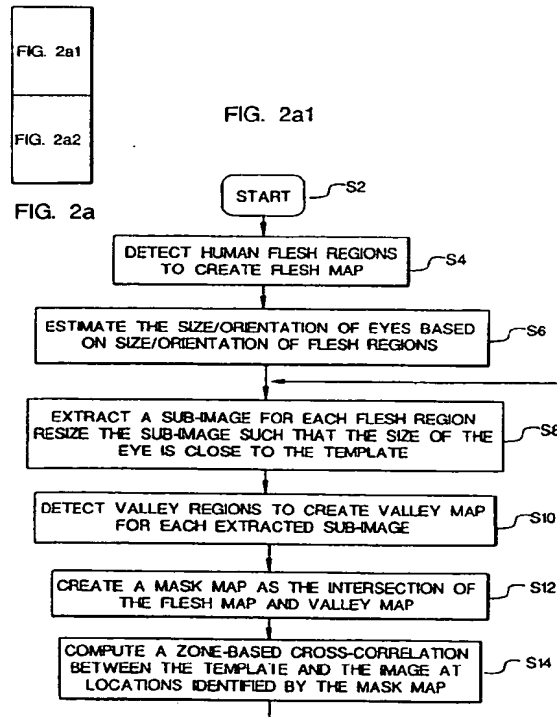 FIG. 2a1
FIG. 2a2
FIG. 2a
FIG. 2a1
START
S2
DETECT HUMAN FLESH REGIONS
TO CREATE FLESH MAP
S4
ESTIMATE THE SIZE/ORIENTATION OF EYES BASED
ON SIZE/ORIENTATION OF FLESH REGIONS
S6
EXTRACT A SUB-IMAGE FOR EACH FLESH REGION
RESIZE THE SUB-IMAGE SUCH THAT THE SIZE OF THE
EYE IS CLOSE TO THE TEMPLATE
S8
DETECT VALLEY REGIONS TO CREATE VALLEY MAP
FOR EACH EXTRACTED SUB-IMAGE
S10
CREATE A MASK MAP AS THE INTERSECTION OF
THE FLESH MAP AND VALLEY MAP
S12
COMPUTE A ZONE-BASED CROSS-CORRELATION
BETWEEN THE TEMPLATE AND THE IMAGE AT
LOCATIONS IDENTIFIED BY THE MASK MAP
S14